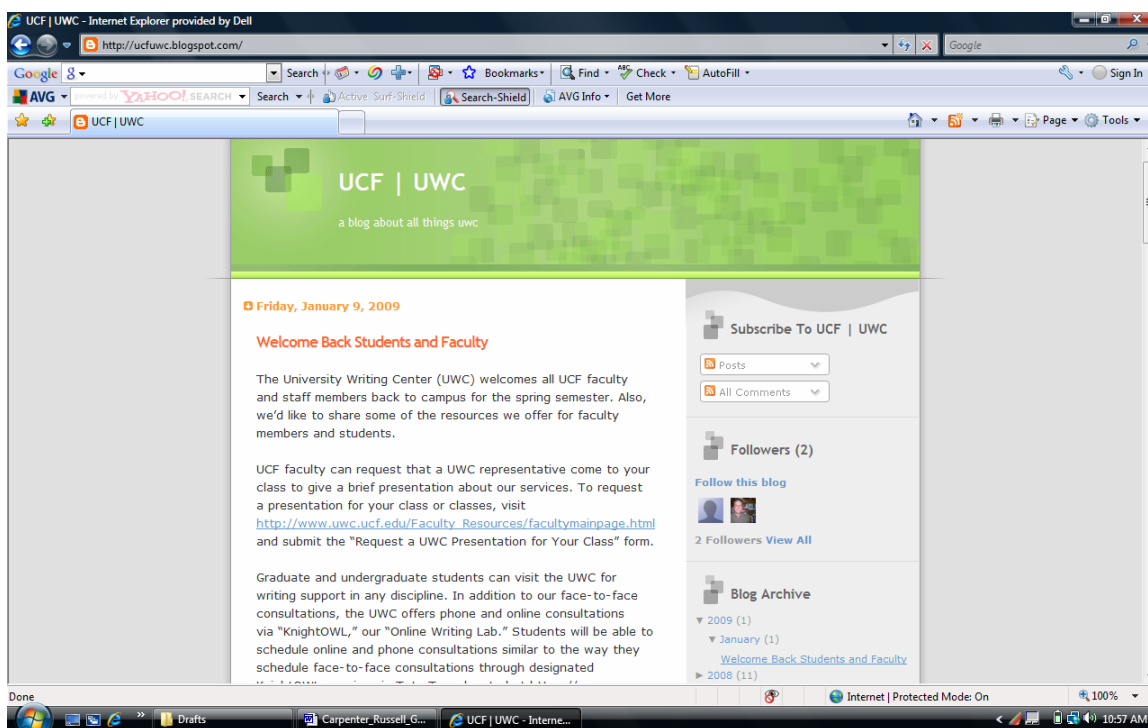 UCF | UWC - Internet Explorer provided by Dell
http://ucfuwc.blogspot.com/
Google
Google
Search
Bookmarks
Find
Check
AutoFill
Sign In
AVG
powered by YAHOO! SEARCH
Search
Active Surf-Shield
Search-Shield
AVG Info
Get More
UCF | UWC
Page
Tools
UCF | UWC
a blog about all things uwc
Friday, January 9, 2009
Welcome Back Students and Faculty
The University Writing Center (UWC) welcomes all UCF faculty
and staff members back to campus for the spring semester. Also,
we'd like to share some of the resources we offer for faculty
members and students.
UCF faculty can request that a UWC representative come to your
class to give a brief presentation about our services. To request
a presentation for your class or classes, visit
http://www.uwc.ucf.edu/Faculty_Resources/facultymainpage.html
and submit the “Request a UWC Presentation for Your Class” form.
Graduate and undergraduate students can visit the UWC for
writing support in any discipline. In addition to our face-to-face
consultations, the UWC offers phone and online consultations
via “KnightOWL,” our “Online Writing Lab.” Students will be able to
schedule online and phone consultations similar to the way they
schedule face-to-face consultations through designated
Subscribe To UCF | UWC
Posts
All Comments
Followers (2)
Follow this blog
2 Followers View All
Blog Archive
▼ 2009 (1)
▼ January (1)
Welcome Back Students and Faculty
► 2008 (11)
Done
Internet | Protected Mode: On
100%
Drafts
Carpenter_Russell_G...
UCF | UWC - Interne...
10:57 AM